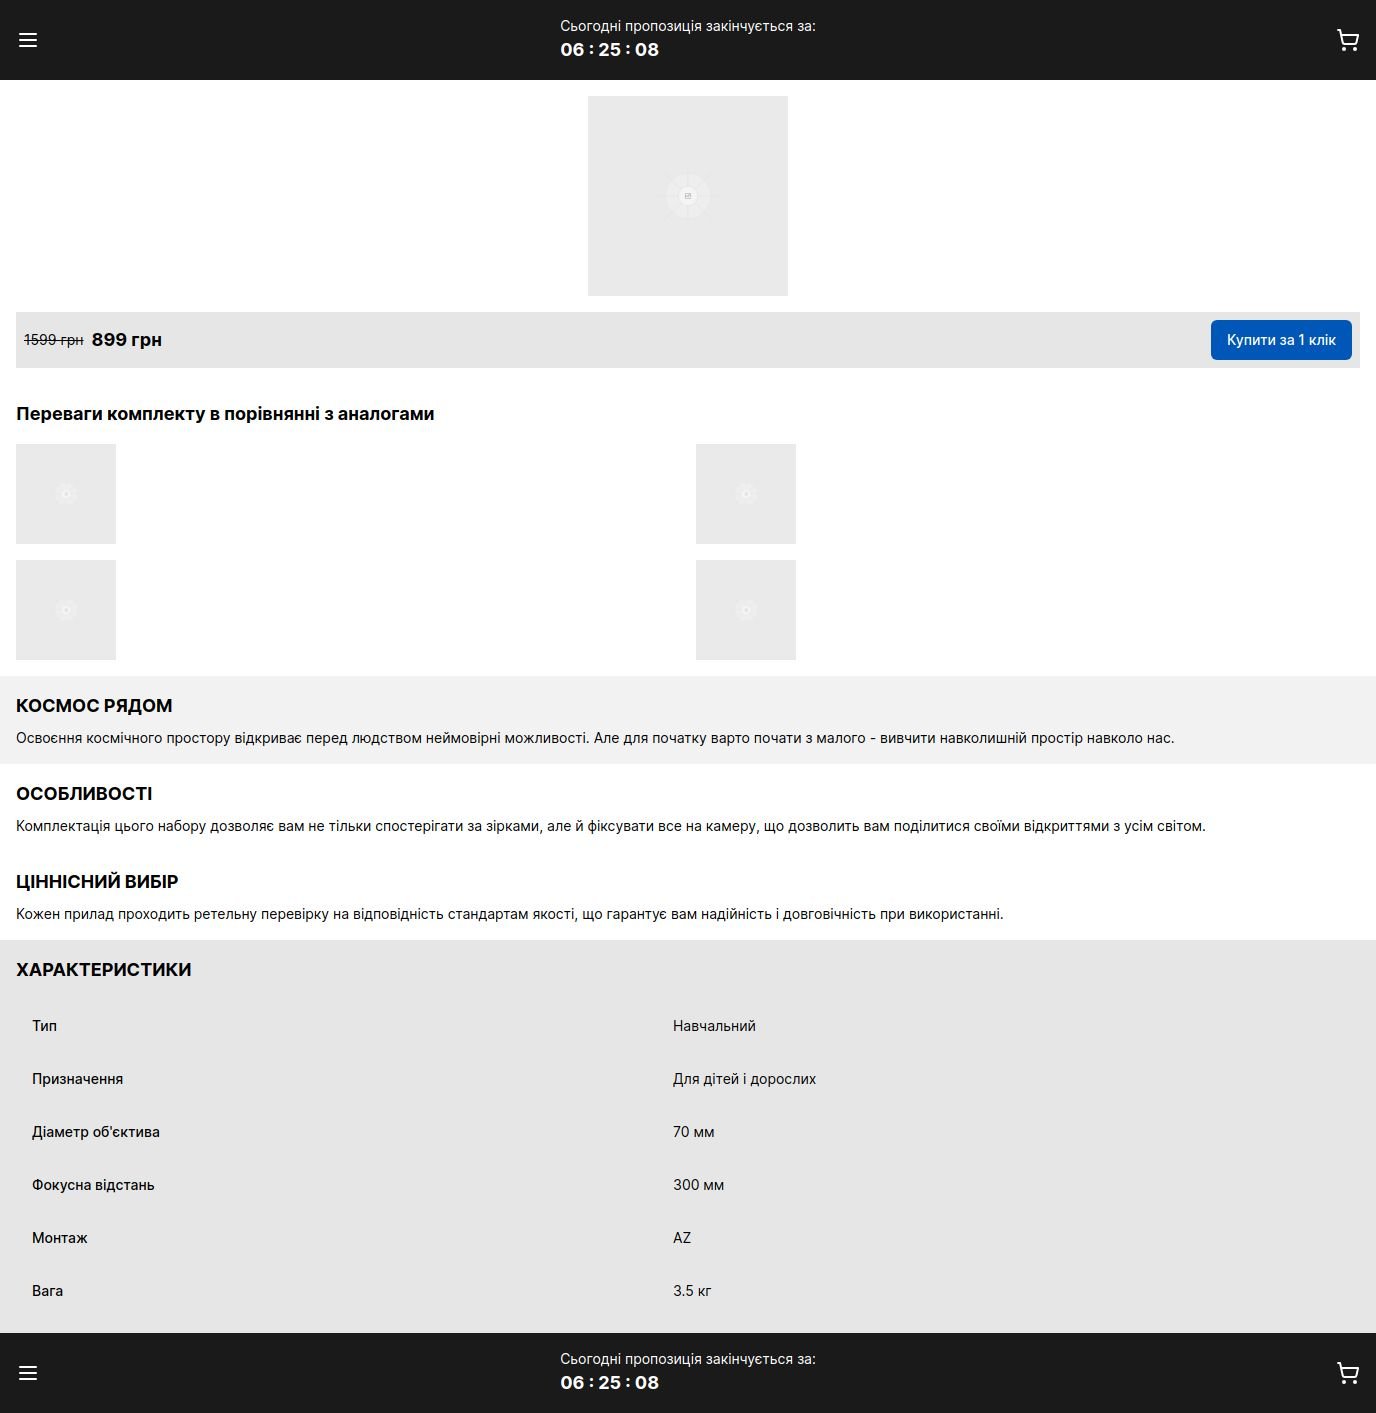 Сьогодні пропозиція закінчується за:
06 : 25 : 08
1599 грн 899 грн
Купити за 1 клік
Переваги комплекту в порівнянні з аналогами
КОСМОС РЯДОМ
Освоєння космічного простору відкриває перед людством неймовірні можливості. Але для початку варто почати з малого - вивчити навколишній простір навколо нас.
ОСОБЛИВОСТІ
Комплектація цього набору дозволяє вам не тільки спостерігати за зірками, але й фіксувати все на камеру, що дозволить вам поділитися своїми відкриттями з усім світом.
ЦІННІСНИЙ ВИБІР
Кожен прилад проходить ретельну перевірку на відповідність стандартам якості, що гарантує вам надійність і довговічність при використанні.
ХАРАКТЕРИСТИКИ
Тип Навчальний
Призначення Для дітей і дорослих
Діаметр об'єктива 70 мм
Фокусна відстань 300 мм
Монтаж AZ
Вага 3.5 кг
Сьогодні пропозиція закінчується за:
06 : 25 : 08